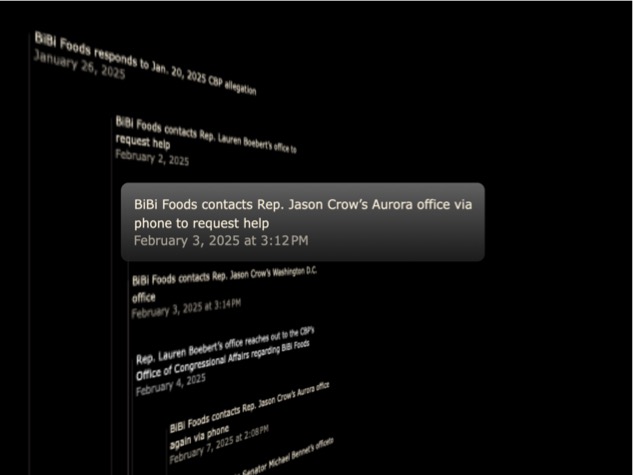 BiBi Foods responds to Jan. 20, 2025 CBP allegation
January 26, 2025
BiBi Foods contacts Rep. Lauren Boebert's office to
request help
February 2, 2025
BiBi Foods contacts Rep. Jason Crow's Aurora office via
phone to request help
February 3, 2025 at 3:12 PM
BiBi Foods contacts Rep. Jason Crow's Washington D.C.
office
February 3, 2025 at 3:14 PM
Rep. Lauren Boebert's office reaches out to the CBP's
Office of Congressional Affairs regarding BiBi Foods
February 4, 2025
BiBi Foods contacts Rep. Jason Crow's Aurora office
again via phone
February 7, 2025 at 2:08 PM
Senator Michael Bennet's